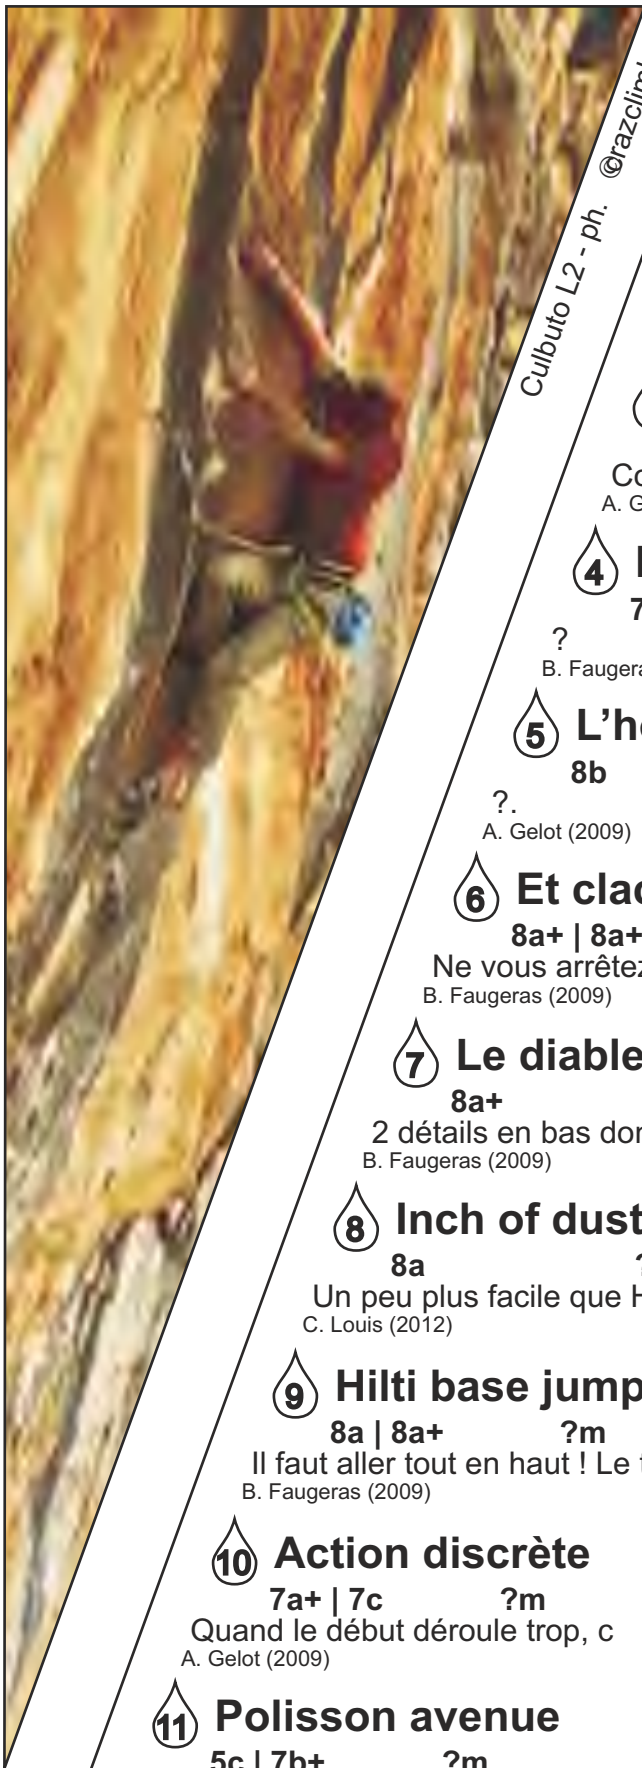 Culbuto L2 - ph. ©razclim
Co
A. G
4
7
?
B. Faugera
5 L’h
8b
?.
A. Gelot (2009)
6 Et clac
8a+ | 8a+
Ne vous arrêtez
B. Faugeras (2009)
7 Le diable
8a+
2 détails en bas don
B. Faugeras (2009)
8 Inch of dust
8a ?
Un peu plus facile que H
C. Louis (2012)
9 Hilti base jump
8a | 8a+ ?m
Il faut aller tout en haut ! Le t
B. Faugeras (2009)
10 Action discrète
7a+ | 7c ?m
Quand le début déroule trop, c
A. Gelot (2009)
11 Polisson avenue
5c | 7b+ ?m